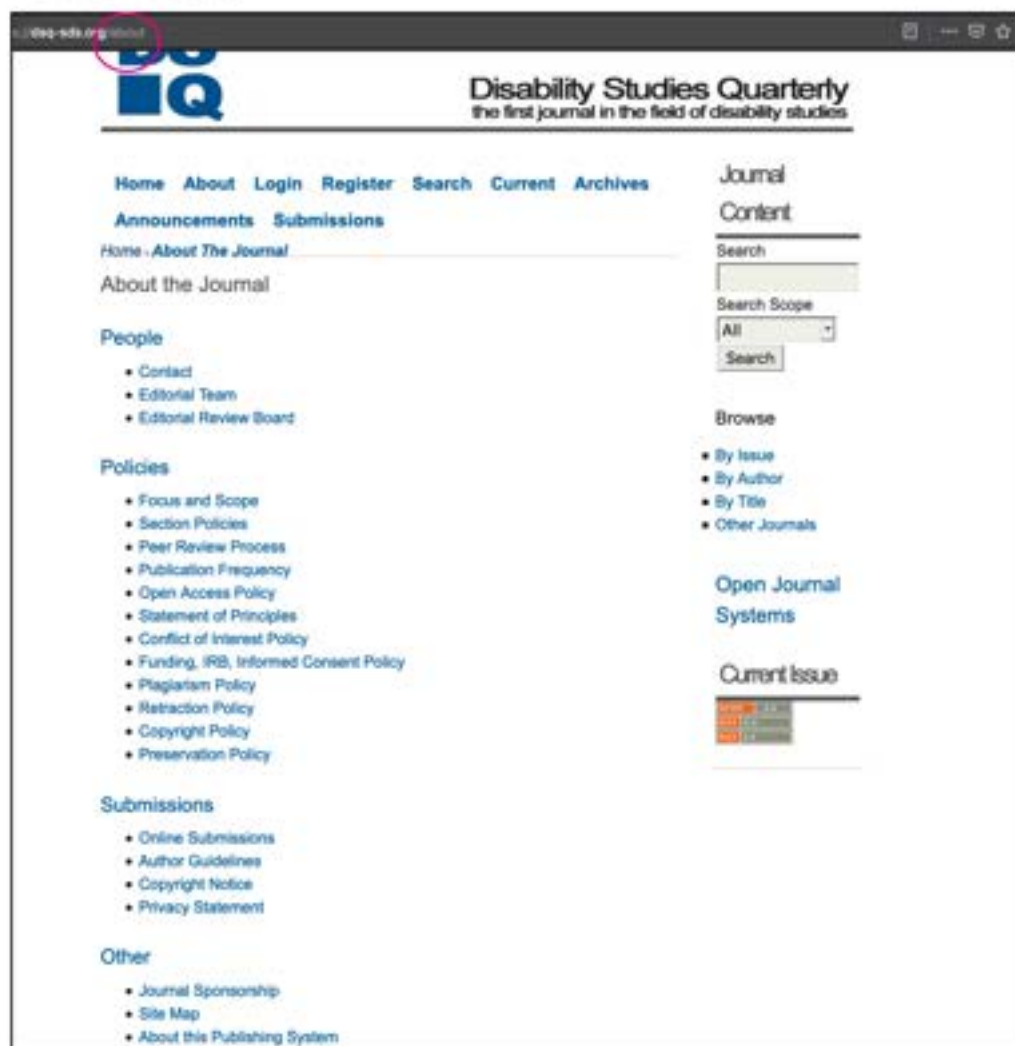 dsq-sds.org/about
Q
Disability Studies Quarterly
the first journal in the field of disability studies
Home About Login Register Search Current Archives
Announcements Submissions
Home > About The Journal
About the Journal
People
Contact
Editorial Team
Editorial Review Board
Policies
Focus and Scope
Section Policies
Peer Review Process
Publication Frequency
Open Access Policy
Statement of Principles
Conflict of Interest Policy
Funding, IRB, Informed Consent Policy
Plagiarism Policy
Retraction Policy
Copyright Policy
Preservation Policy
Submissions
Online Submissions
Author Guidelines
Copyright Notice
Privacy Statement
Other
Journal Sponsorship
Site Map
About this Publishing System
Journal
Content
Search
Search Scope
All
Search
Browse
By Issue
By Author
By Title
Other Journals
Open Journal
Systems
Current Issue